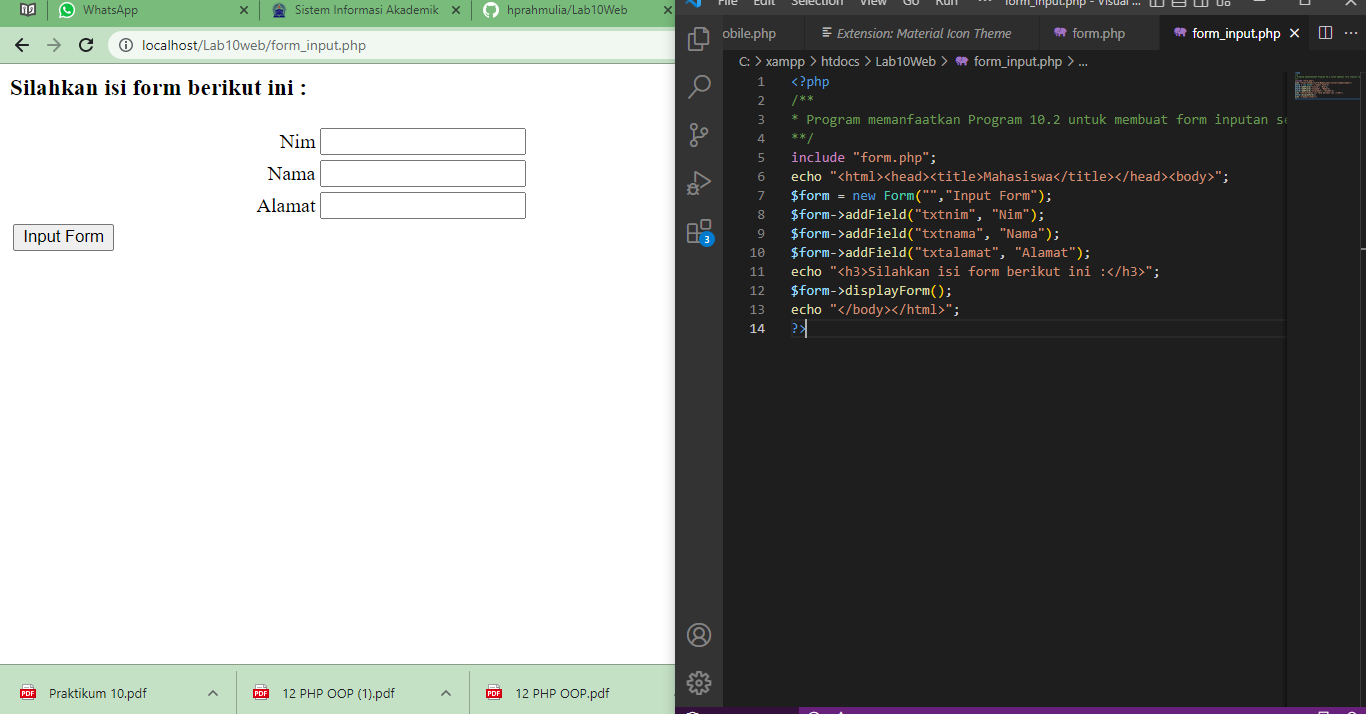 WhatsApp
Sistem Informasi Akademik
hprahmulia/Lab10Web
localhost/Lab10web/form_input.php
Silahkan isi form berikut ini :
Nim
Nama
Alamat
Input Form
PDF Praktikum 10.pdf
PDF 12 PHP OOP (1).pdf
PDF 12 PHP OOP.pdf
File Edit Selection View Go Run ··· form_input.php - Visual ...
obile.php
Extension: Material Icon Theme
form.php
form_input.php
C: > xampp > htdocs > Lab10Web > form_input.php > ...
3
1 <?php
2 /**
3 * Program memanfaatkan Program 10.2 untuk membuat form inputan se
4 **/
5 include "form.php";
6 echo "<html><head><title>Mahasiswa</title></head><body>";
7 $form = new Form("","Input Form");
8 $form->addField("txtnim", "Nim");
9 $form->addField("txtnama", "Nama");
10 $form->addField("txtalamat", "Alamat");
11 echo "<h3>Silahkan isi form berikut ini :</h3>";
12 $form->displayForm();
13 echo "</body></html>";
14 ?>